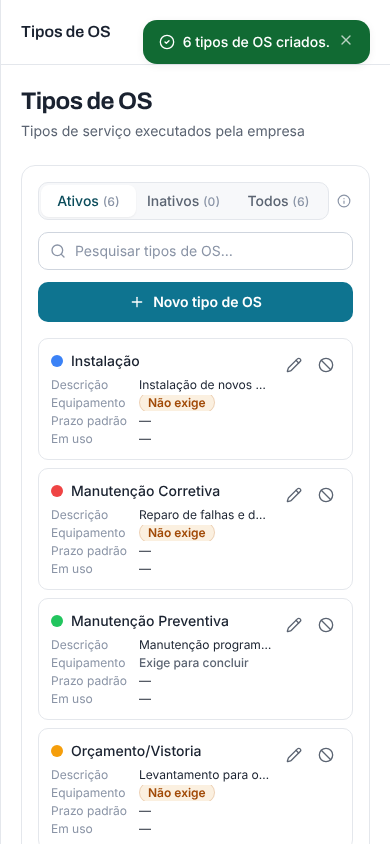 Tipos de OS
6 tipos de OS criados.
Tipos de OS
Tipos de serviço executados pela empresa
Ativos (6) Inativos (0) Todos (6)
Pesquisar tipos de OS...
+ Novo tipo de OS
Instalação
Descrição Instalação de novos ...
Equipamento Não exige
Prazo padrão —
Em uso —
Manutenção Corretiva
Descrição Reparo de falhas e d...
Equipamento Não exige
Prazo padrão —
Em uso —
Manutenção Preventiva
Descrição Manutenção program...
Equipamento Exige para concluir
Prazo padrão —
Em uso —
Orçamento/Vistoria
Descrição Levantamento para o...
Equipamento Não exige
Prazo padrão —
Em uso —